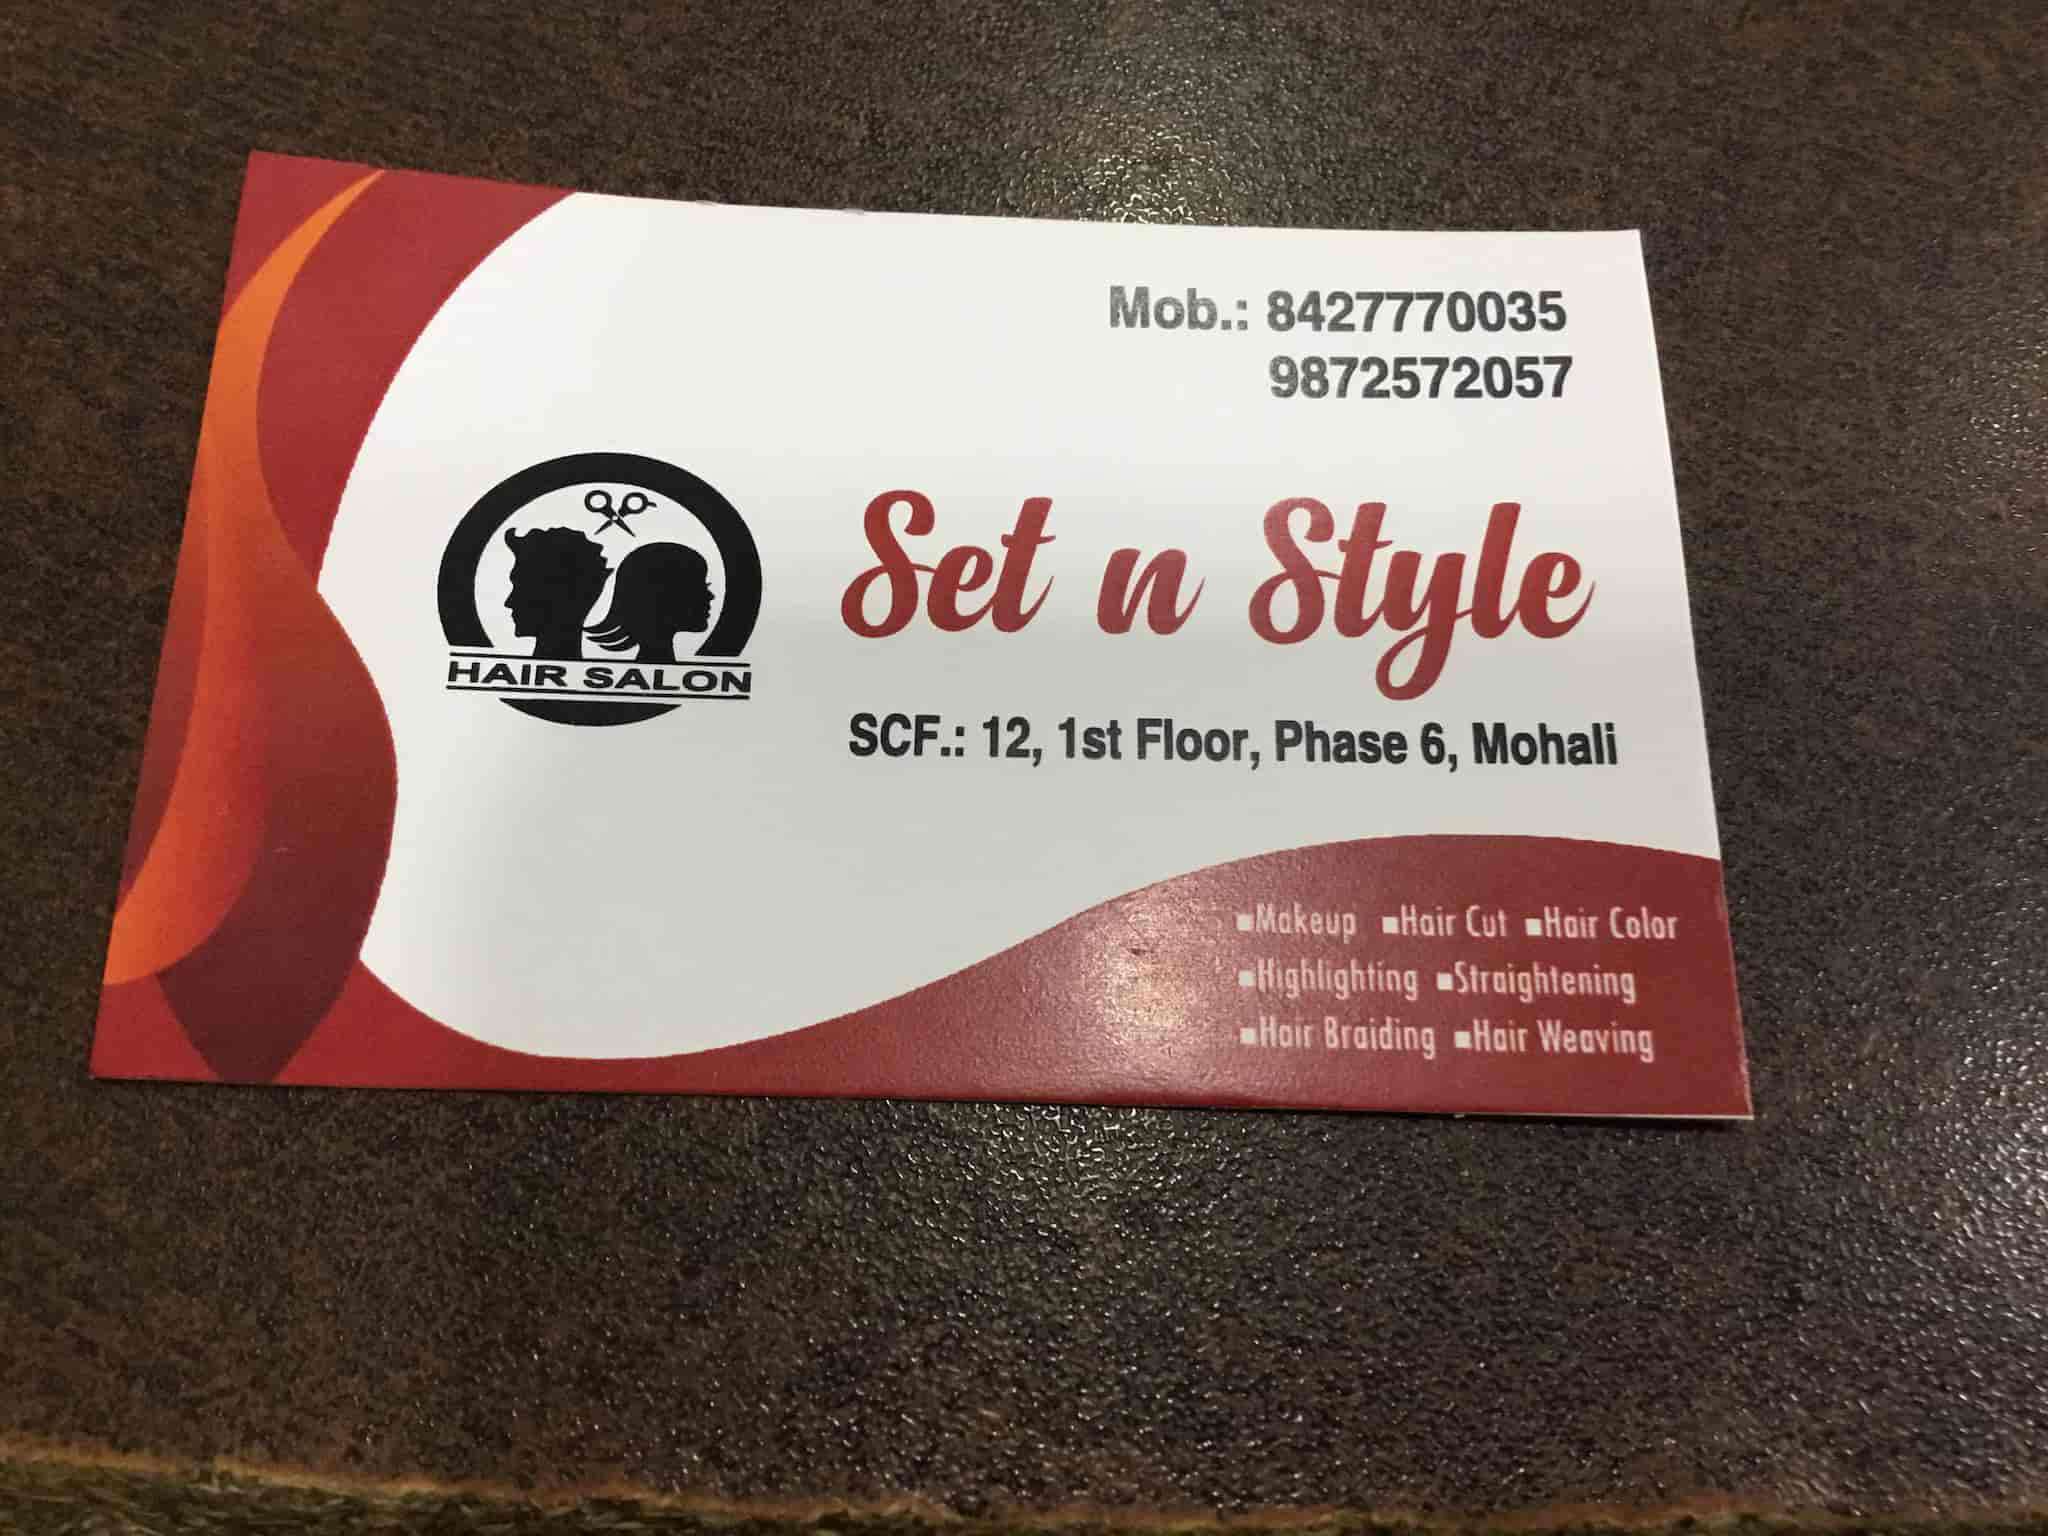 Mob.: 8427770035
9872572057
HAIR SALON
Set n Style
SCF.: 12, 1st Floor, Phase 6, Mohali
▪Makeup ▪Hair Cut ▪Hair Color
▪Highlighting ▪Straightening
▪Hair Braiding ▪Hair Weaving